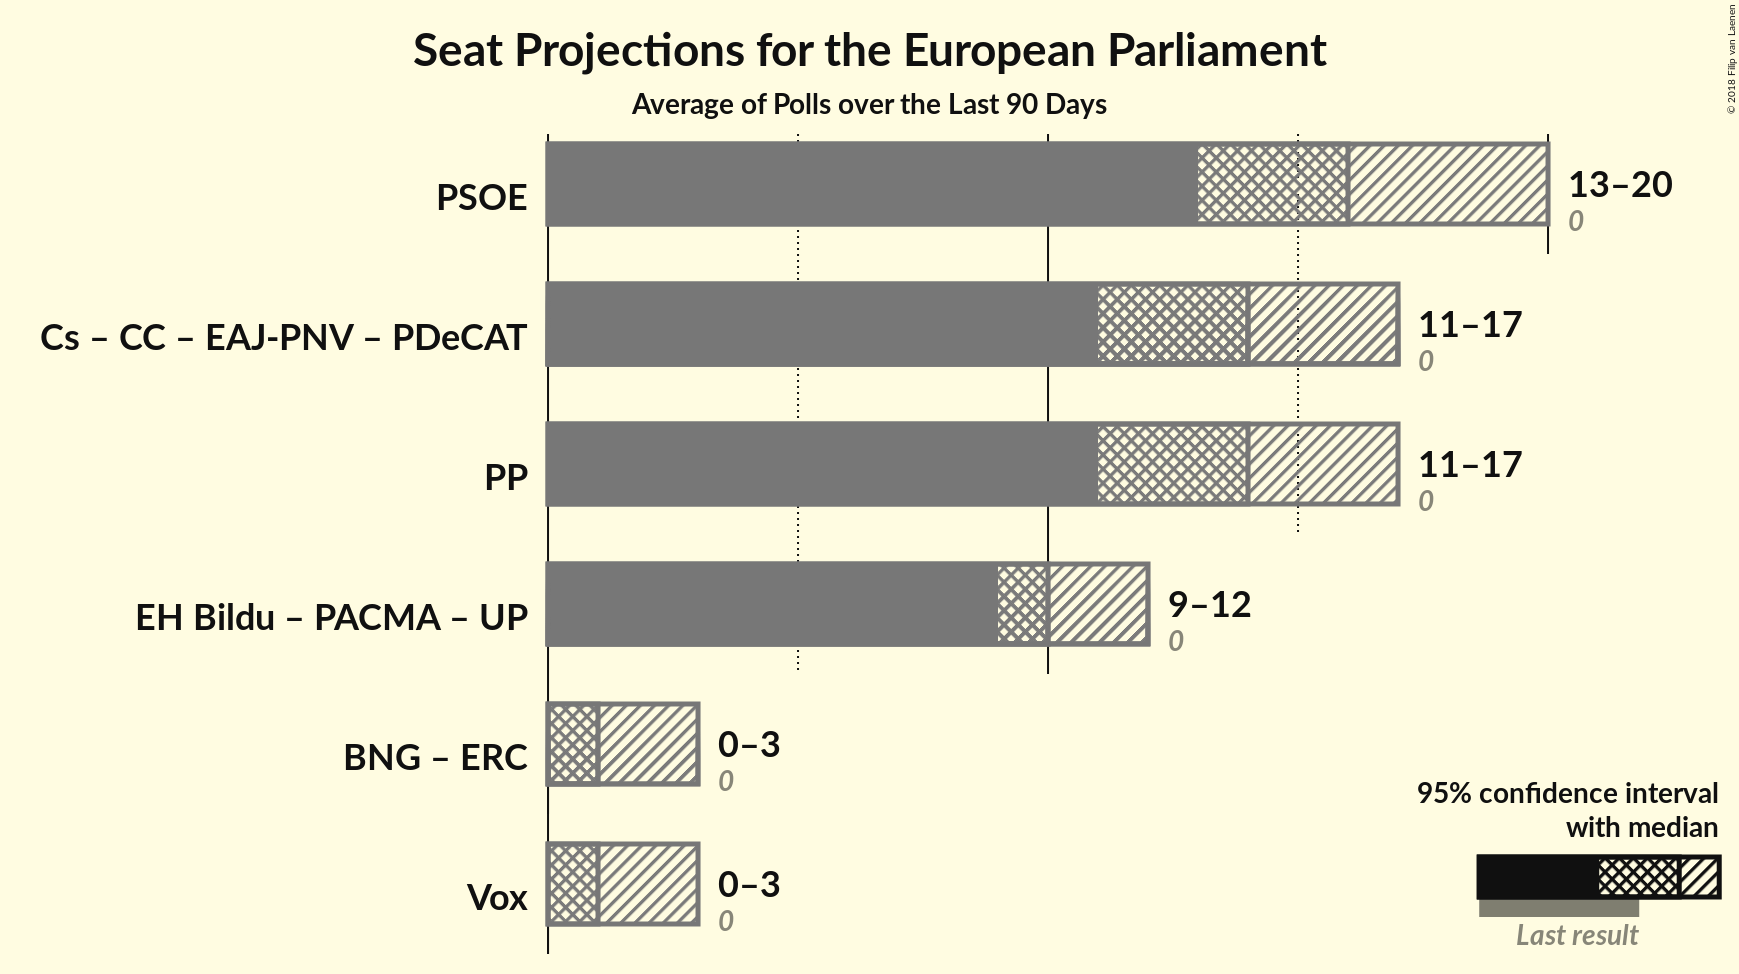 Seat Projections for the European Parliament
Average of Polls over the Last 90 Days
© 2018 Filip van Laenen
PSOE
13–20
0
Cs – CC – EAJ-PNV – PDeCAT
11–17
0
PP
11–17
0
EH Bildu – PACMA – UP
9–12
0
BNG – ERC
0–3
0
Vox
0–3
0
95% confidence interval
with median
Last result